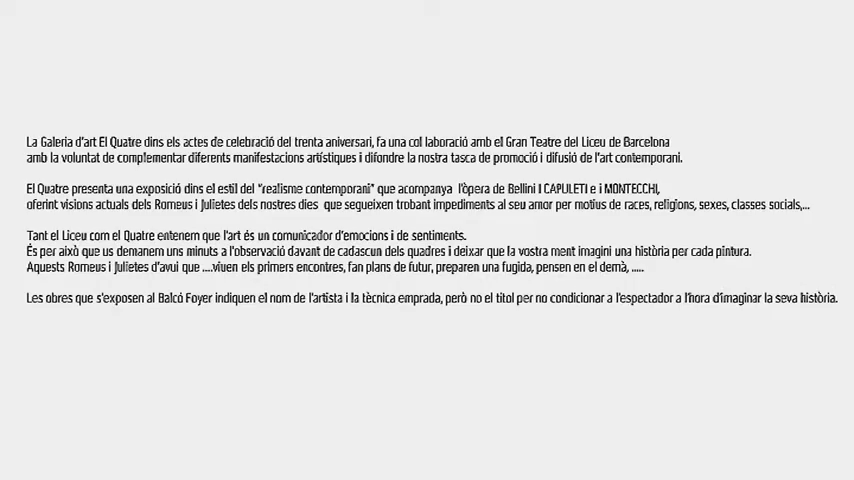 La Galeria d'art El Quatre dins els actes de celebració del trenta aniversari, fa una col laboració amb el Gran Teatre del Liceu de Barcelona
amb la voluntat de complementar diferents manifestacions artístiques i difondre la nostra tasca de promoció i difusió de l'art contemporani.
El Quatre presenta una exposició dins el estil del "realisme contemporani" que acompanya l'òpera de Bellini I CAPULETI e i MONTECCHI,
oferint visions actuals dels Romeus i Julietes dels nostres dies que segueixen trobant impediments al seu amor per motius de races, religions, sexes, classes socials,...
Tant el Liceu com el Quatre entenem que l'art és un comunicador d'emocions i de sentiments.
És per això que us demanem uns minuts a l'observació davant de cadascun dels quadres i deixar que la vostra ment imagini una història per cada pintura.
Aquests Romeus i Julietes d'avui que ....viuen els primers encontres, fan plans de futur, preparen una fugida, pensen en el demà, .....
Les obres que s'exposen al Balcó Foyer indiquen el nom de l'artista i la tècnica emprada, però no el titol per no condicionar a l'espectador a l'hora d'imaginar la seva història.